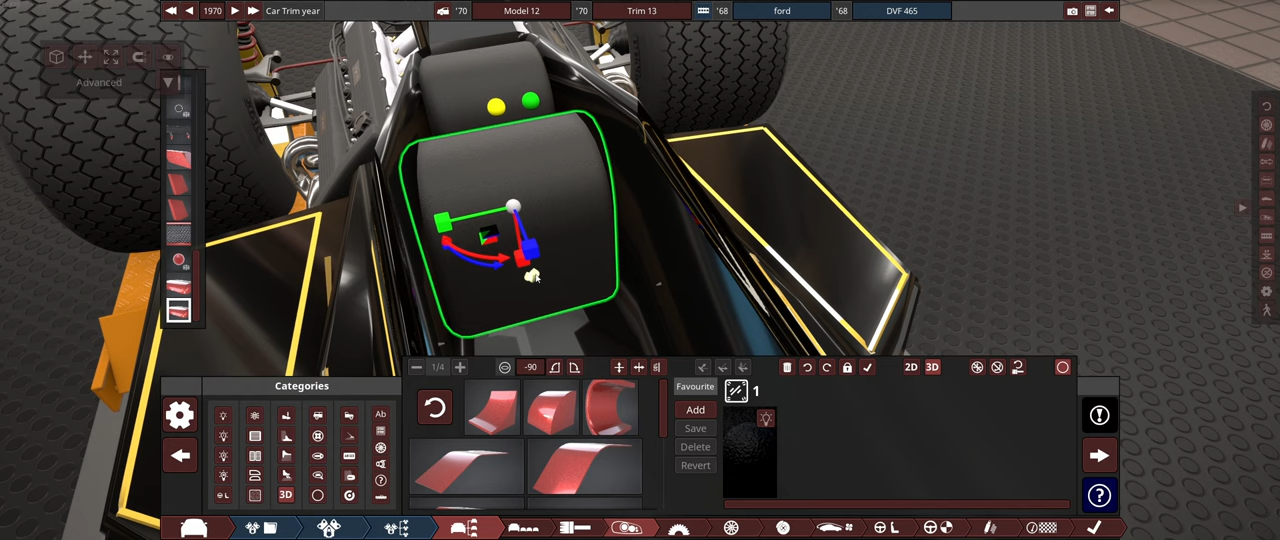 1970 Car Trim year '70 Model 12 '70 Trim 13 '68 ford '68 DVF 465
Advanced
1/4 -90 2D 3D
Categories
Favourite 1
Add
Save
Delete
Revert
Ab
L 3D
L